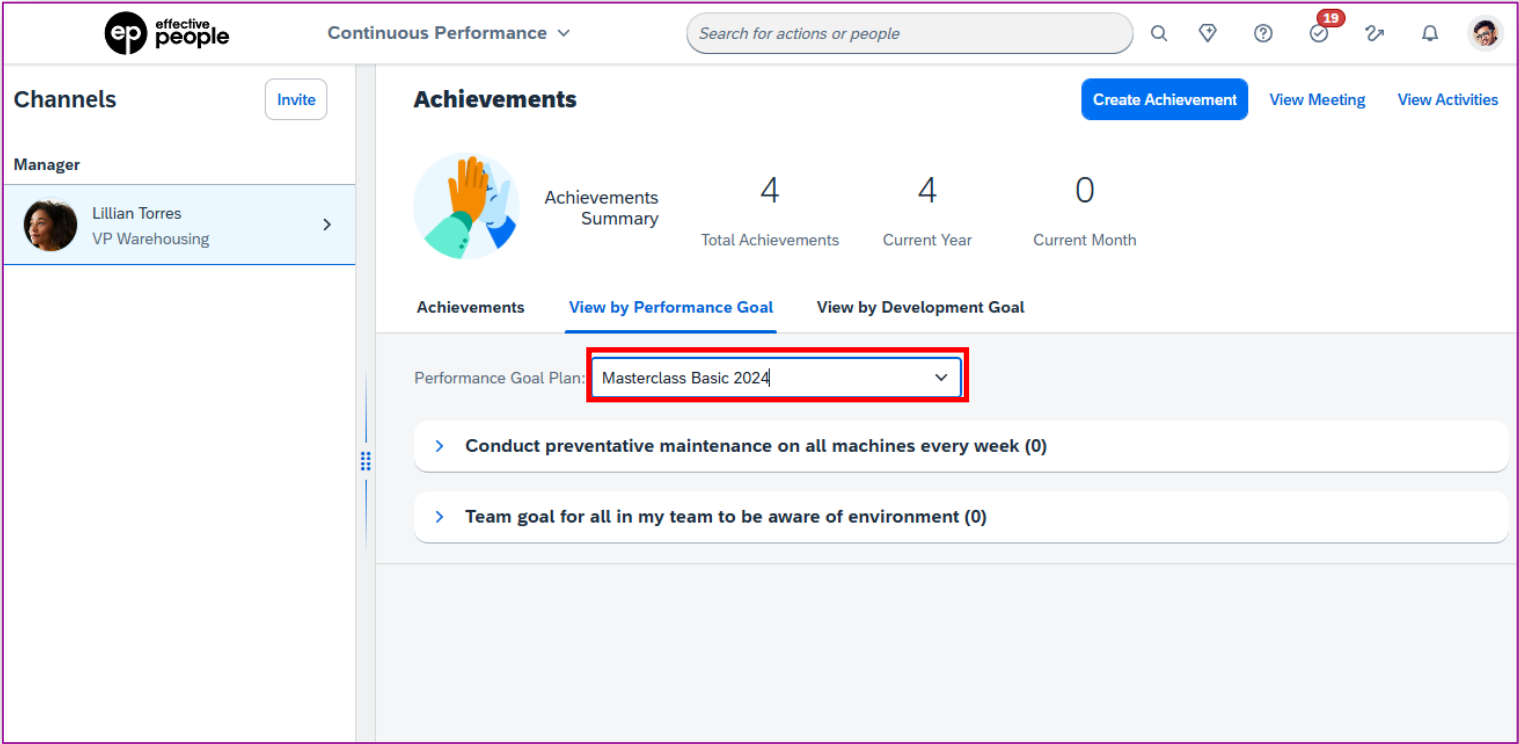 effective
ep people
Continuous Performance
Search for actions or people
19
Channels
Invite
Manager
Lillian Torres
VP Warehousing
Achievements
Create Achievement
View Meeting
View Activities
Achievements
Summary
4
Total Achievements
4
Current Year
0
Current Month
Achievements
View by Performance Goal
View by Development Goal
Performance Goal Plan:
Masterclass Basic 2024
Conduct preventative maintenance on all machines every week (0)
Team goal for all in my team to be aware of environment (0)